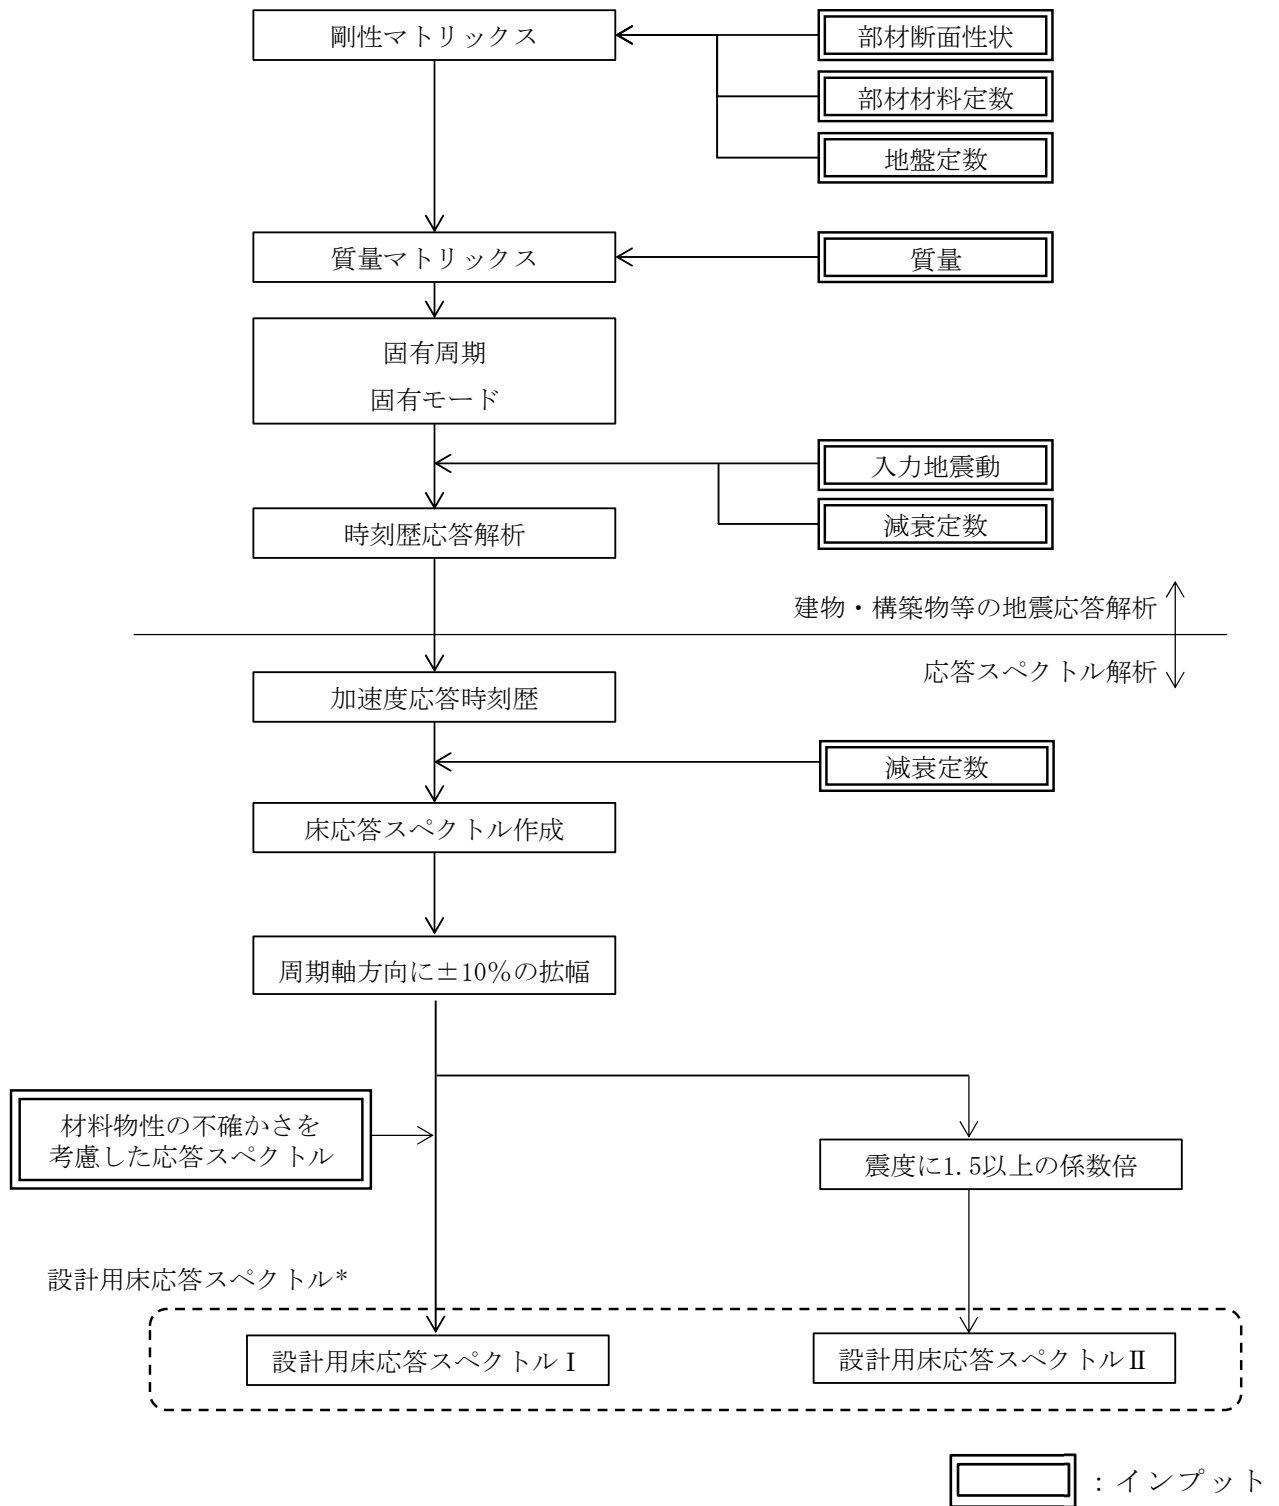 剛性マトリックス
部材断面性状
部材材料定数
地盤定数
質量マトリックス
質量
固有周期
固有モード
入力地震動
減衰定数
時刻歴応答解析
建物・構築物等の地震応答解析
応答スペクトル解析
加速度応答時刻歴
減衰定数
床応答スペクトル作成
周期軸方向に±10%の拡幅
材料物性の不確かさを
考慮した応答スペクトル
震度に1.5以上の係数倍
設計用床応答スペクトル*
設計用床応答スペクトルⅠ
設計用床応答スペクトルⅡ
：インプット